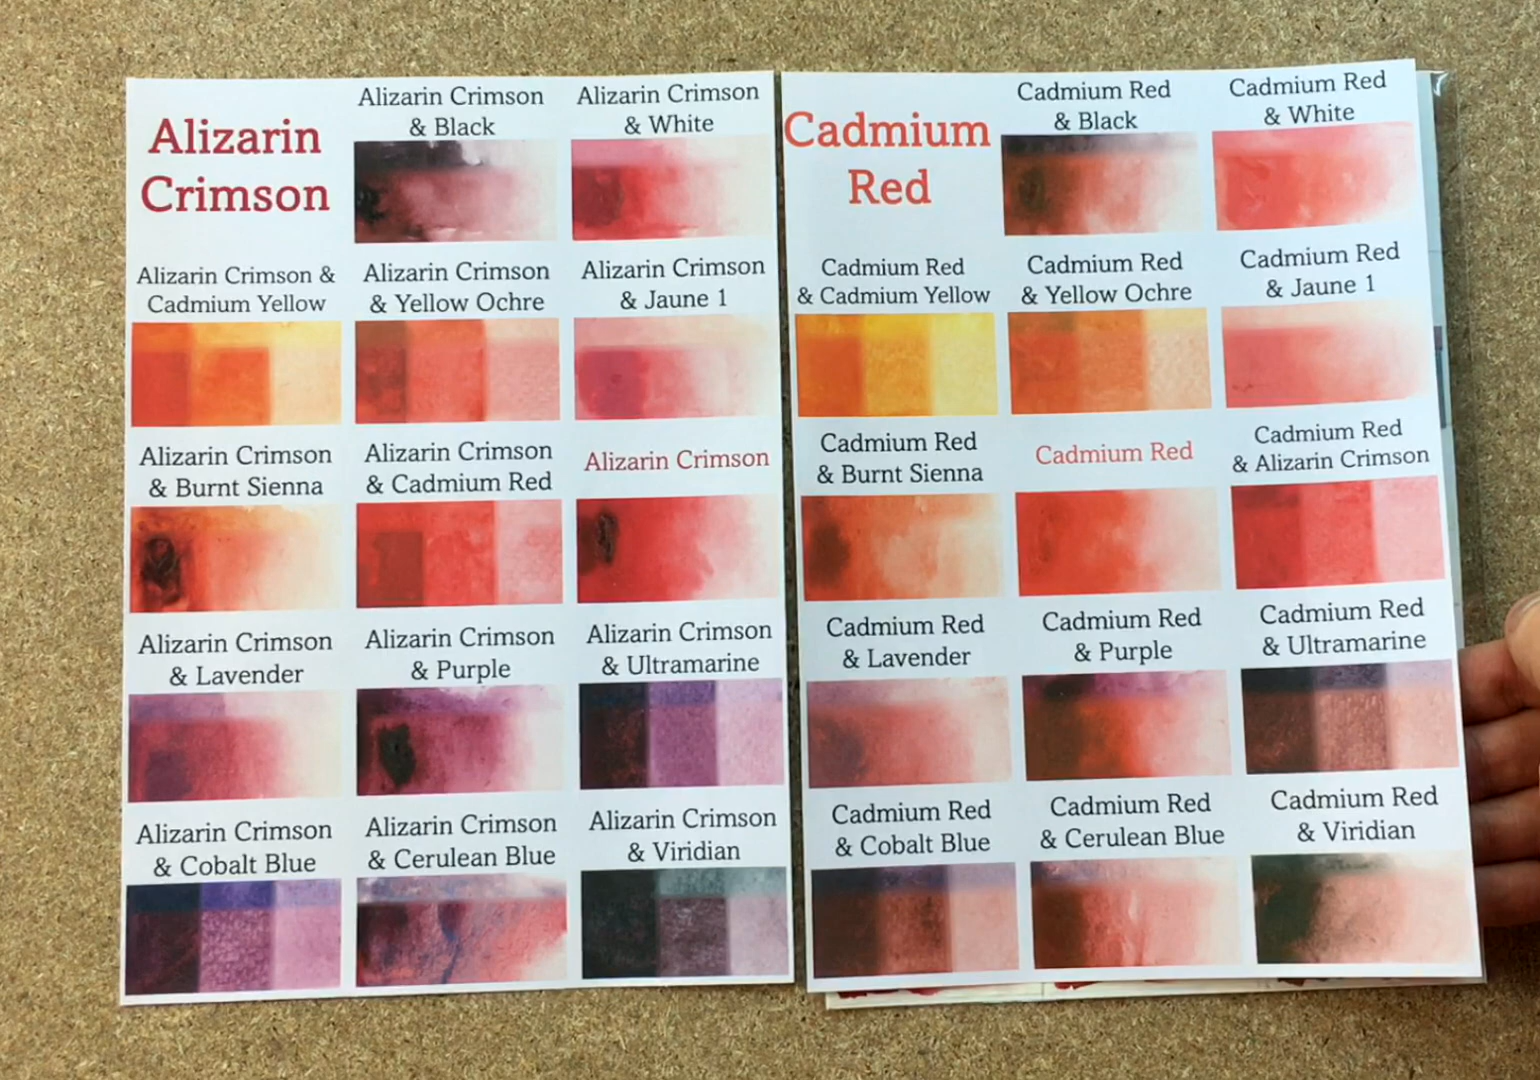 Alizarin
Crimson
Alizarin Crimson
& Black
Alizarin Crimson
& White
Alizarin Crimson &
Cadmium Yellow
Alizarin Crimson
& Yellow Ochre
Alizarin Crimson
& Jaune 1
Alizarin Crimson
& Burnt Sienna
Alizarin Crimson
& Cadmium Red
Alizarin Crimson
Alizarin Crimson
& Lavender
Alizarin Crimson
& Purple
Alizarin Crimson
& Ultramarine
Alizarin Crimson
& Cobalt Blue
Alizarin Crimson
& Cerulean Blue
Alizarin Crimson
& Viridian
Cadmium
Red
Cadmium Red
& Black
Cadmium Red
& White
Cadmium Red
& Cadmium Yellow
Cadmium Red
& Yellow Ochre
Cadmium Red
& Jaune 1
Cadmium Red
& Burnt Sienna
Cadmium Red
Cadmium Red
& Alizarin Crimson
Cadmium Red
& Lavender
Cadmium Red
& Purple
Cadmium Red
& Ultramarine
Cadmium Red
& Cobalt Blue
Cadmium Red
& Cerulean Blue
Cadmium Red
& Viridian